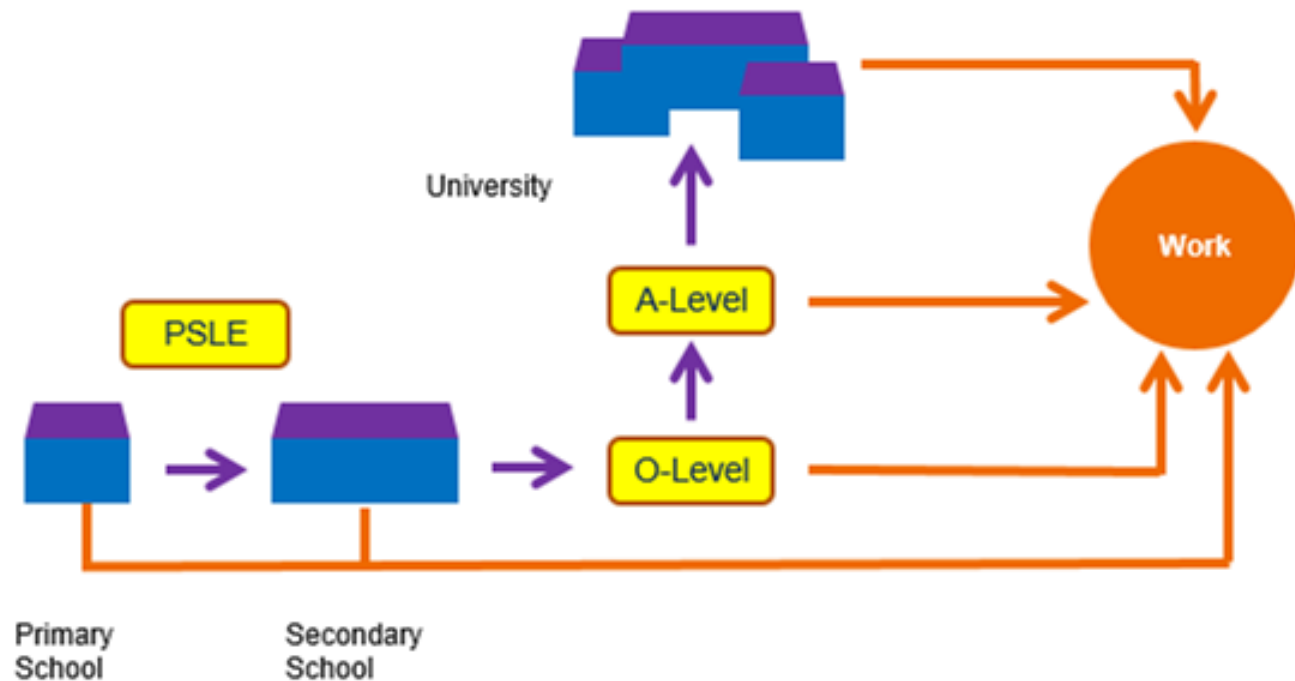 University
Work
A-Level
PSLE
O-Level
Primary
School
Secondary
School